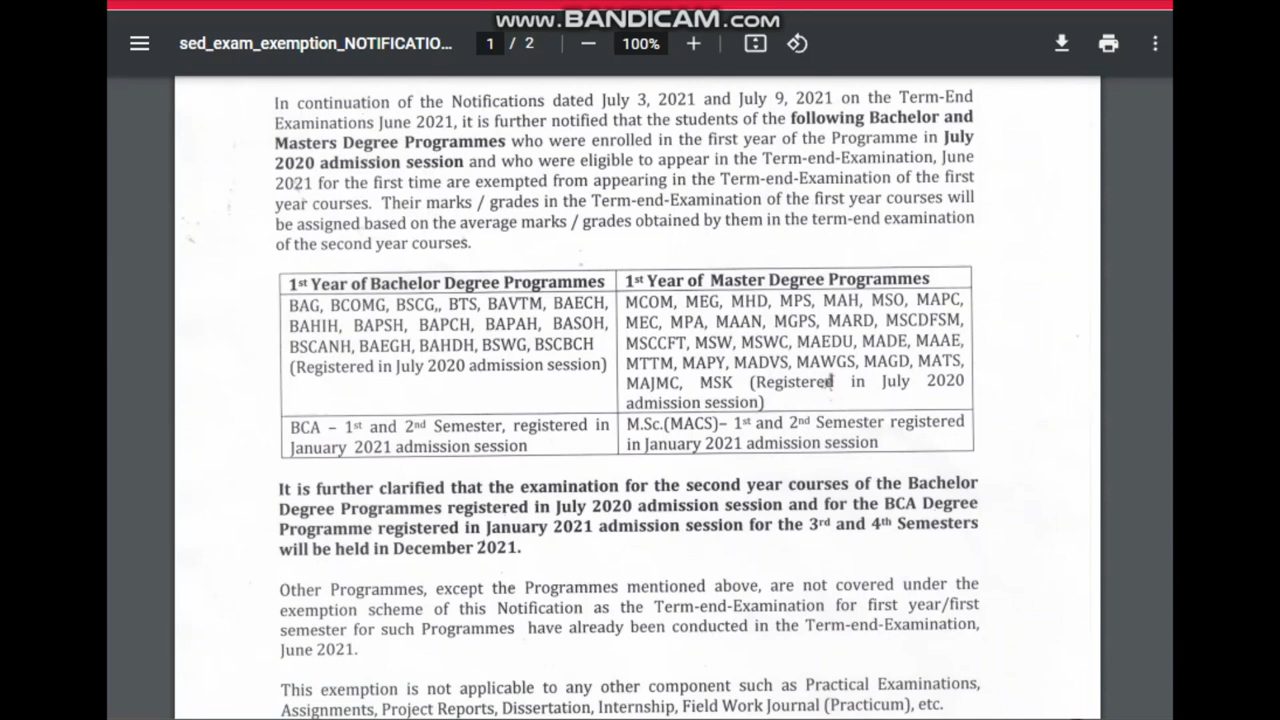 www.BANDICAM.com
sed_exam_exemption_NOTIFICATIO... 1 / 2 100%
In continuation of the Notifications dated July 3, 2021 and July 9, 2021 on the Term-End
Examinations June 2021, it is further notified that the students of the following Bachelor and
Masters Degree Programmes who were enrolled in the first year of the Programme in July
2020 admission session and who were eligible to appear in the Term-end-Examination, June
2021 for the first time are exempted from appearing in the Term-end-Examination of the first
year courses. Their marks / grades in the Term-end-Examination of the first year courses will
be assigned based on the average marks / grades obtained by them in the term-end examination
of the second year courses.
1st Year of Bachelor Degree Programmes
BAG, BCOMG, BSCG,, BTS, BAVTM, BAECH,
BAHIH, BAPSH, BAPCH, BAPAH, BASOH,
BSCANH, BAEGH, BAHDH, BSWG, BSCBCH
(Registered in July 2020 admission session)
1st Year of Master Degree Programmes
MCOM, MEG, MHD, MPS, MAH, MSO, MAPC,
MEC, MPA, MAAN, MGPS, MARD, MSCDFSM,
MSCCFT, MSW, MSWC, MAEDU, MADE, MAAE,
MTTM, MAPY, MADVS, MAWGS, MAGD, MATS,
MAJMC, MSK (Registered in July 2020
admission session)
BCA – 1st and 2nd Semester, registered in
January 2021 admission session
M.Sc.(MACS)– 1st and 2nd Semester registered
in January 2021 admission session
It is further clarified that the examination for the second year courses of the Bachelor
Degree Programmes registered in July 2020 admission session and for the BCA Degree
Programme registered in January 2021 admission session for the 3rd and 4th Semesters
will be held in December 2021.
Other Programmes, except the Programmes mentioned above, are not covered under the
exemption scheme of this Notification as the Term-end-Examination for first year/first
semester for such Programmes have already been conducted in the Term-end-Examination,
June 2021.
This exemption is not applicable to any other component such as Practical Examinations,
Assignments, Project Reports, Dissertation, Internship, Field Work Journal (Practicum), etc.